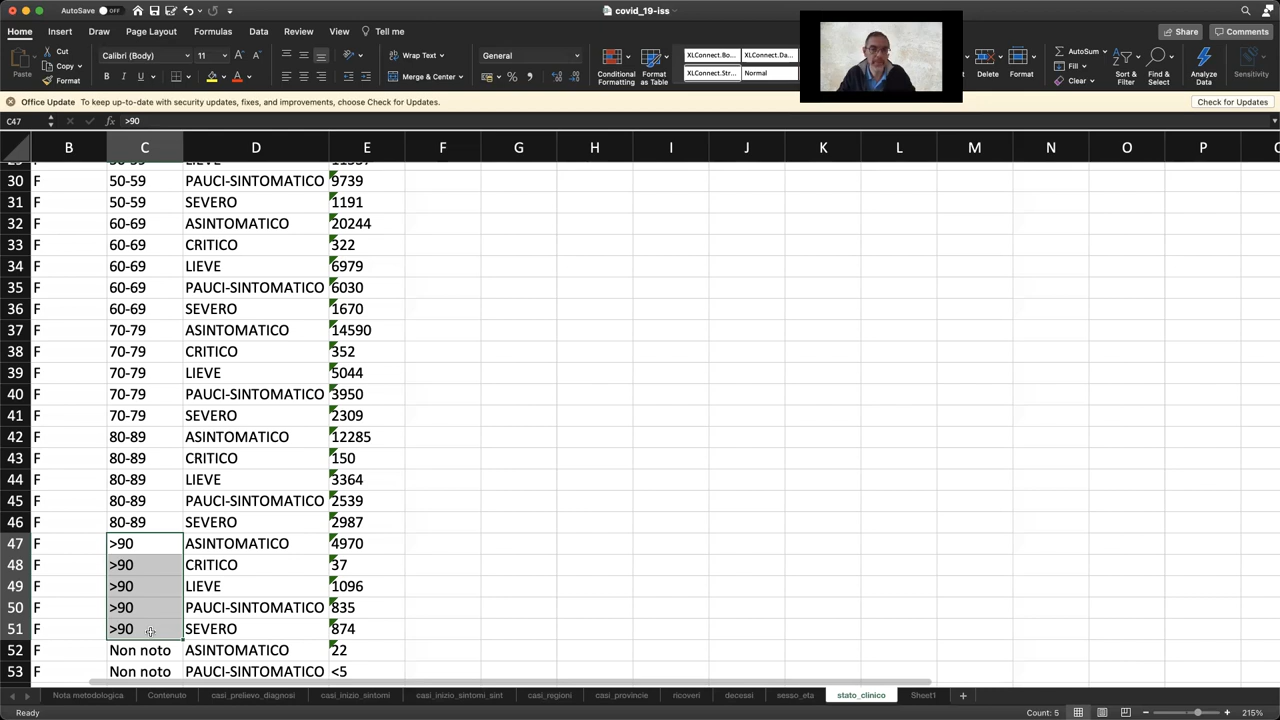 AutoSave OFF covid_19-iss
Home Insert Draw Page Layout Formulas Data Review View Tell me Share Comments
Paste Cut Copy Format Calibri (Body) 11 Wrap Text Merge & Center General Conditional Formatting Format as Table XLConnect.Bo... XLConnect.Da... XLConnect.Str... Normal Delete Format AutoSum Fill Clear Sort & Filter Find & Select Analyze Data Sensitivity
Office Update To keep up-to-date with security updates, fixes, and improvements, choose Check for Updates. Check for Updates
C47 fx >90
B C D E F G H I J K L M N O P
30 F 50-59 PAUCI-SINTOMATICO 9739
31 F 50-59 SEVERO 1191
32 F 60-69 ASINTOMATICO 20244
33 F 60-69 CRITICO 322
34 F 60-69 LIEVE 6979
35 F 60-69 PAUCI-SINTOMATICO 6030
36 F 60-69 SEVERO 1670
37 F 70-79 ASINTOMATICO 14590
38 F 70-79 CRITICO 352
39 F 70-79 LIEVE 5044
40 F 70-79 PAUCI-SINTOMATICO 3950
41 F 70-79 SEVERO 2309
42 F 80-89 ASINTOMATICO 12285
43 F 80-89 CRITICO 150
44 F 80-89 LIEVE 3364
45 F 80-89 PAUCI-SINTOMATICO 2539
46 F 80-89 SEVERO 2987
47 F >90 ASINTOMATICO 4970
48 F >90 CRITICO 37
49 F >90 LIEVE 1096
50 F >90 PAUCI-SINTOMATICO 835
51 F >90 SEVERO 874
52 F Non noto ASINTOMATICO 22
53 F Non noto PAUCI-SINTOMATICO <5
Nota metodologica Contenuto casi_prelievo_diagnosi casi_inizio_sintomi casi_inizio_sintomi_sint casi_regioni casi_provincie ricoveri decessi sesso_eta stato_clinico Sheet1
Ready Count: 5 215%